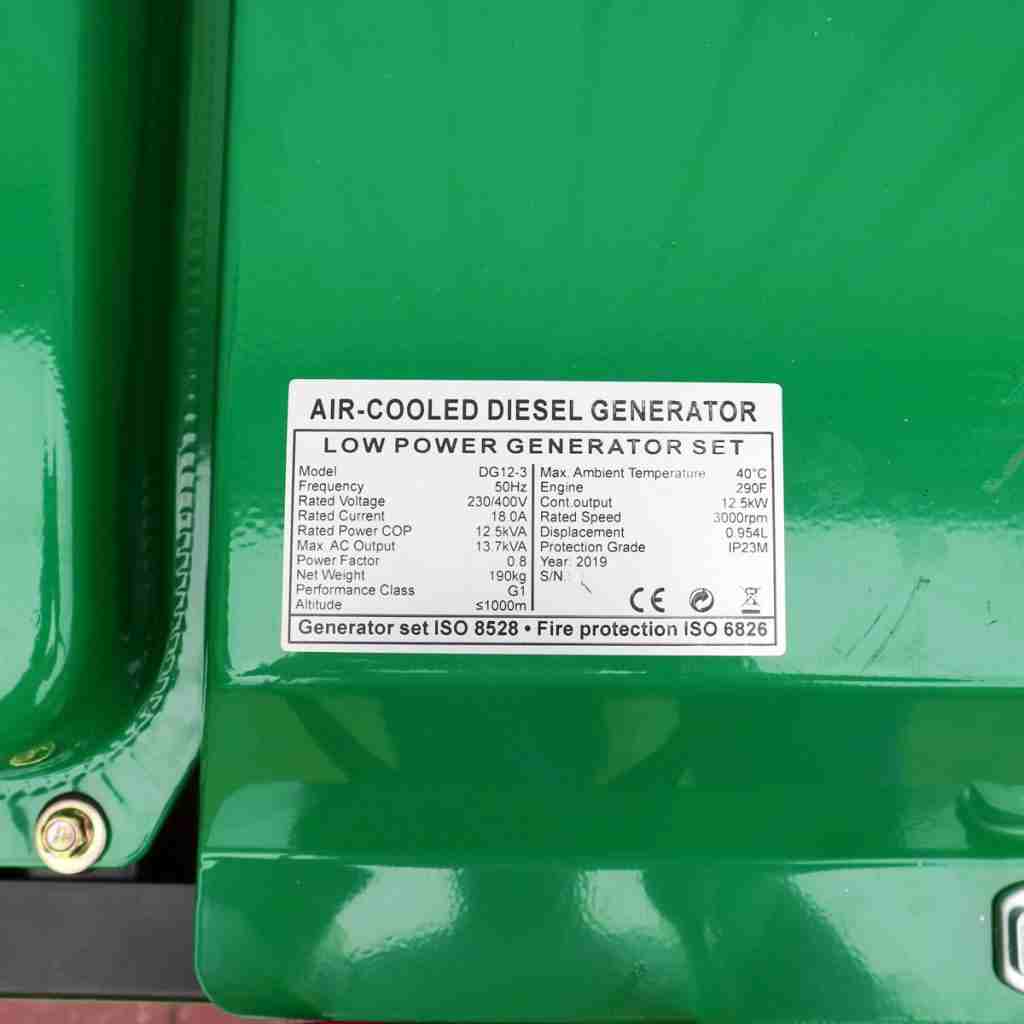 AIR-COOLED DIESEL GENERATOR
LOW POWER GENERATOR SET
Model DG12-3
Frequency 50Hz
Rated Voltage 230/400V
Rated Current 18.0A
Rated Power COP 12.5kVA
Max. AC Output 13.7kVA
Power Factor 0.8
Net Weight 190kg
Performance Class G1
Altitude ≤1000m
Max. Ambient Temperature 40°C
Engine 290F
Cont.output 12.5kW
Rated Speed 3000rpm
Displacement 0.954L
Protection Grade IP23M
Year: 2019
S/N
CE
Generator set ISO 8528 • Fire protection ISO 6826